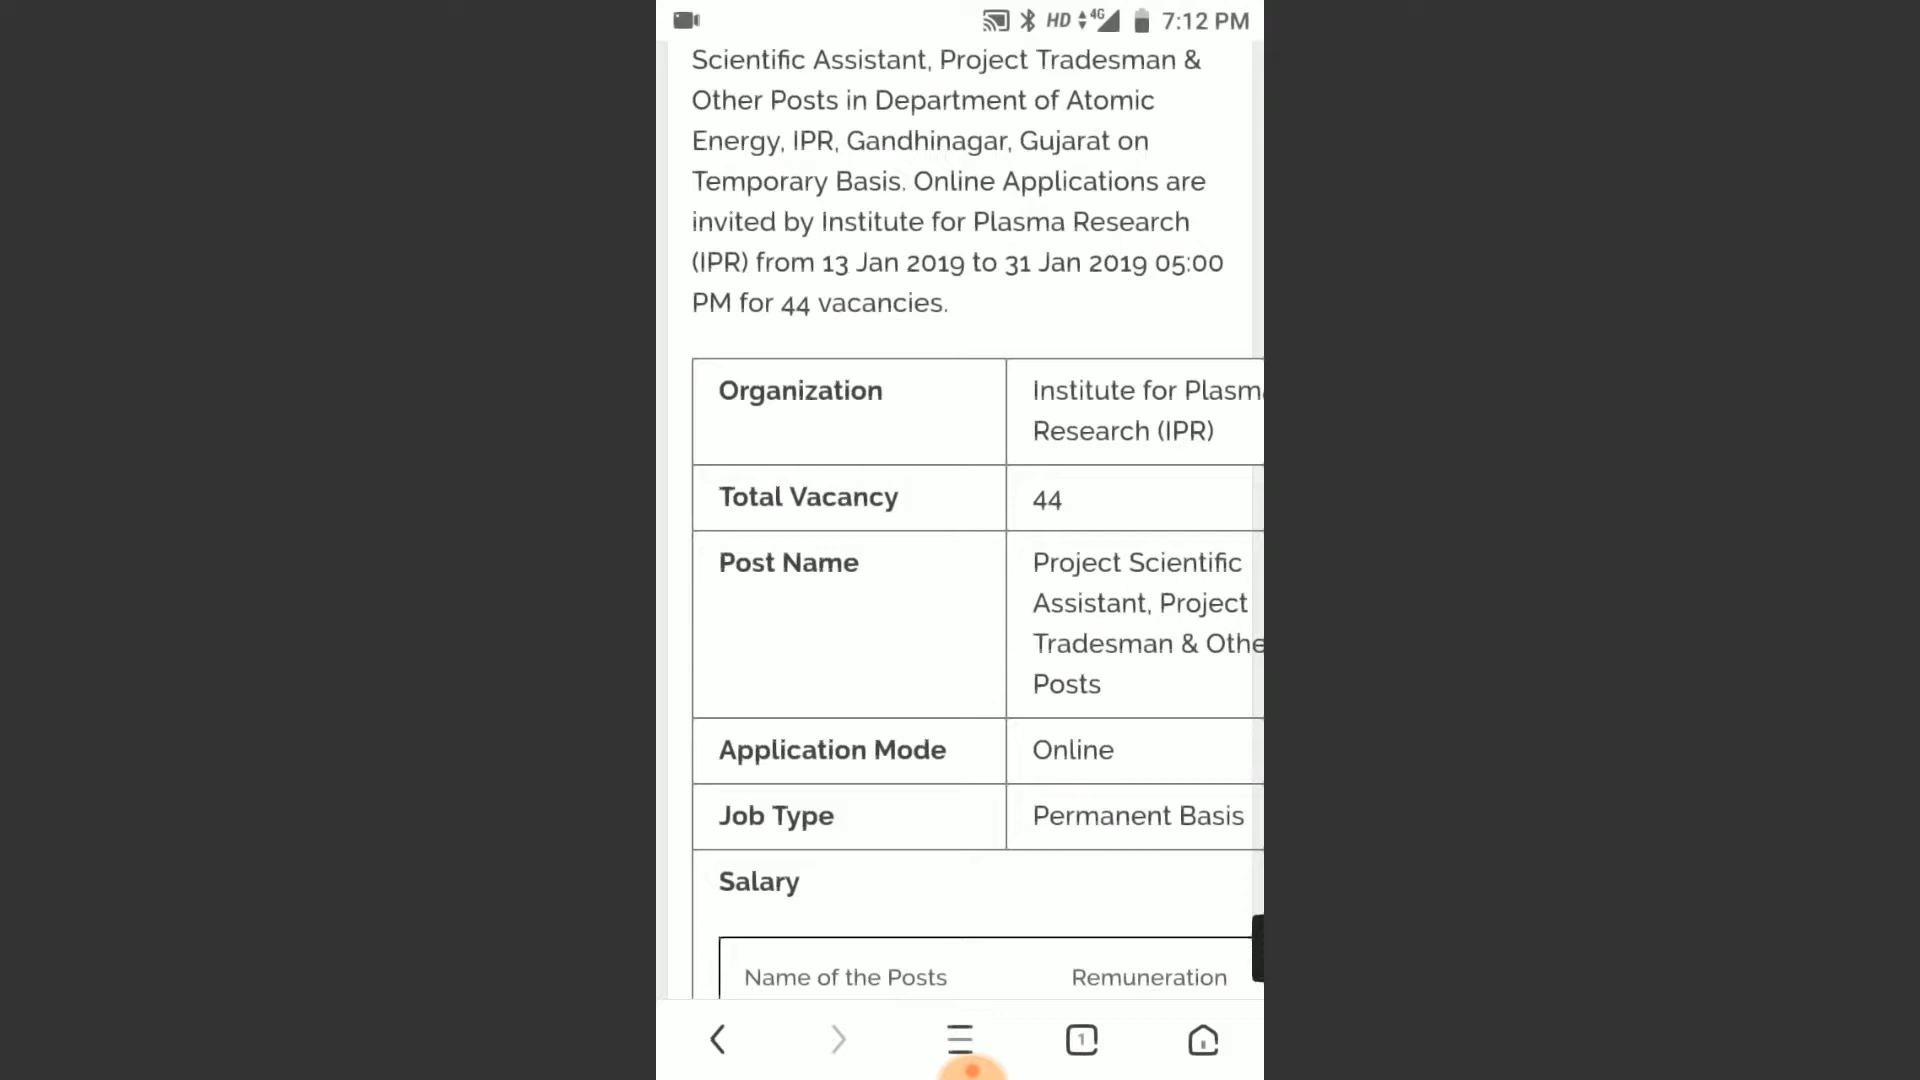 HD 4G 7:12 PM
Scientific Assistant, Project Tradesman &
Other Posts in Department of Atomic
Energy, IPR, Gandhinagar, Gujarat on
Temporary Basis. Online Applications are
invited by Institute for Plasma Research
(IPR) from 13 Jan 2019 to 31 Jan 2019 05:00
PM for 44 vacancies.
Organization
Institute for Plasm
Research (IPR)
Total Vacancy
44
Post Name
Project Scientific
Assistant, Project
Tradesman & Othe
Posts
Application Mode
Online
Job Type
Permanent Basis
Salary
Name of the Posts
Remuneration
1